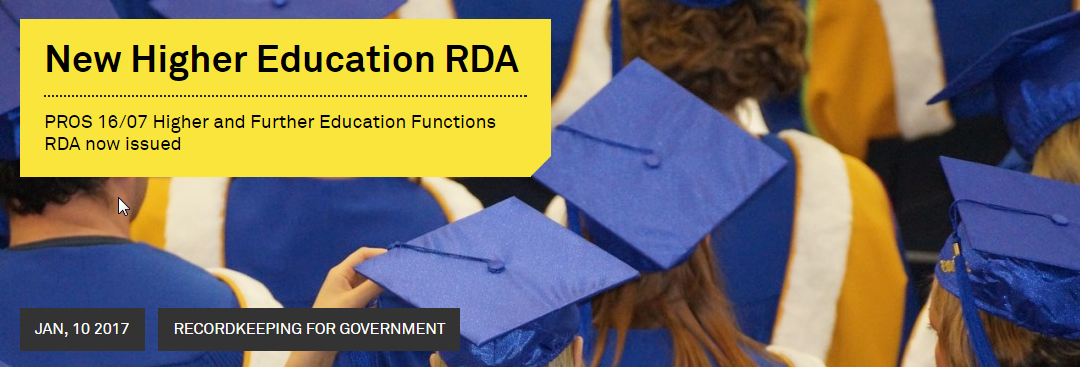 New Higher Education RDA
PROS 16/07 Higher and Further Education Functions
RDA now issued
JAN, 10 2017
RECORDKEEPING FOR GOVERNMENT